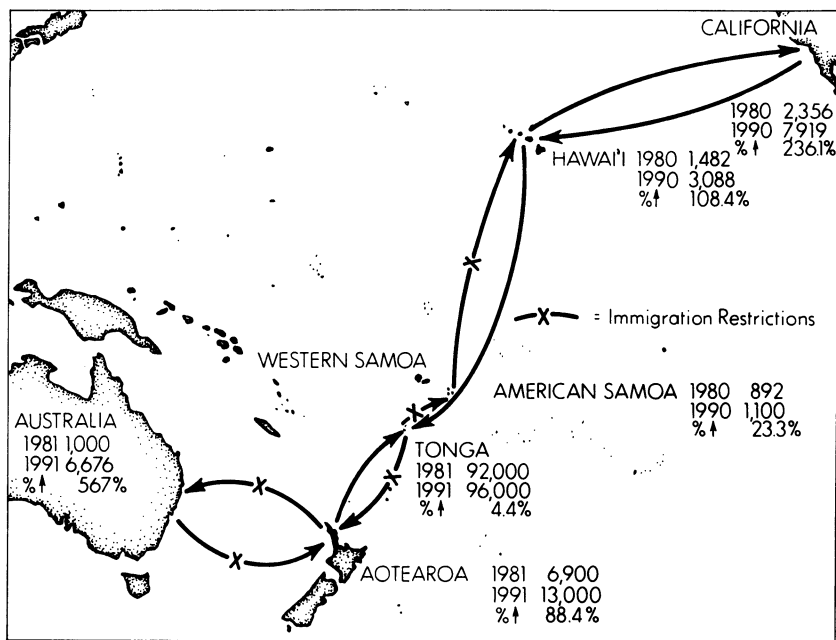 CALIFORNIA
1980 2,356
1990 7,919
%↑ 236.1%
HAWAI'I 1980 1,482
1990 3,088
%↑ 108.4%
X
—X— = Immigration Restrictions
WESTERN SAMOA
AMERICAN SAMOA 1980 892
1990 1,100
%↑ 23.3%
X
AUSTRALIA
1981 1,000
1991 6,676
%↑ 567%
TONGA
1981 92,000
1991 96,000
%↑ 4.4%
X
X
X
AOTEAROA 1981 6,900
1991 13,000
%↑ 88.4%